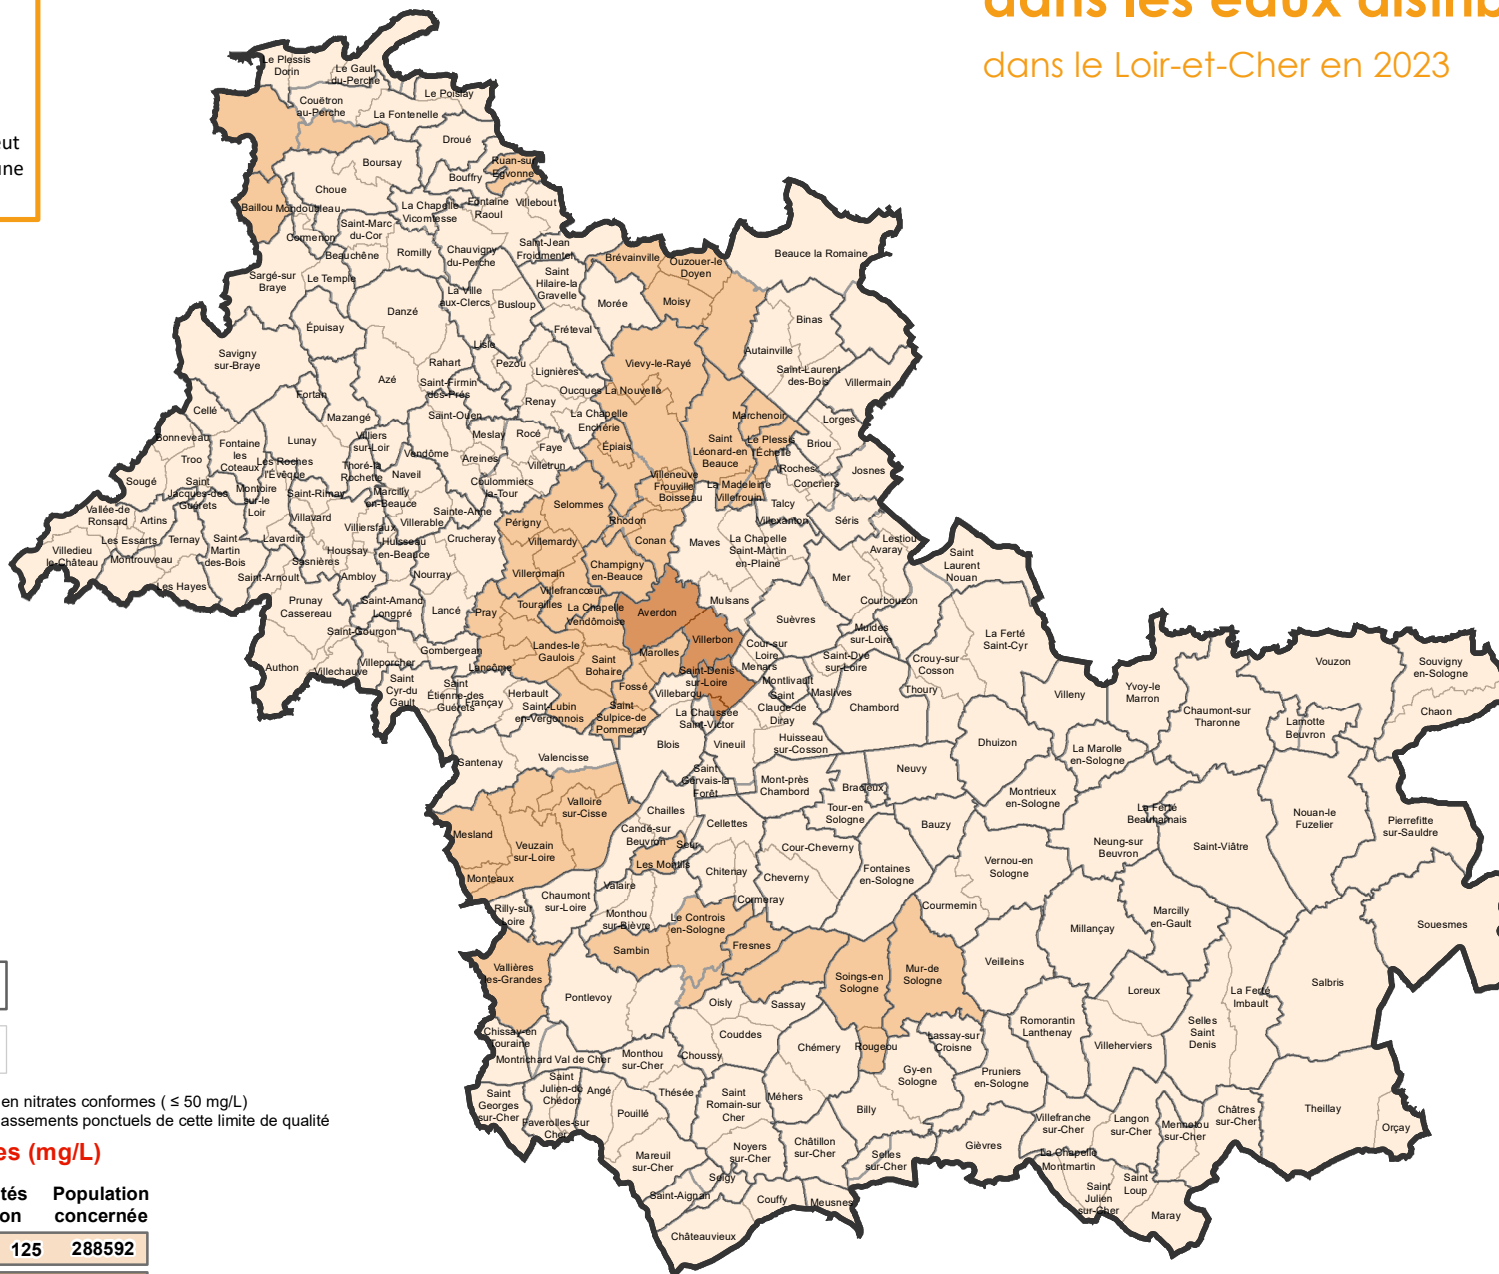 dans le Loir-et-Cher en 2023
Le Plessis
Dorin
Le Gault
du-Perche
Le Poislay
Couëtron
au-Perche
La Fontenelle
Droué
Boursay
Ruan-sur
Egvonne
Bouffry
Choue
Baillou
Mondoubleau
La Chapelle
Vicomtesse
Fontaine
Raoul
Villebout
Saint-Marc
du-Cor
Cormenon
Beauchêne
Romilly
Chauvigny
du-Perche
Saint-Jean
Froidmentel
Brévainville
Ouzouer-le
Doyen
Beauce la Romaine
Sargé-sur
Braye
Le Temple
La Ville
aux-Clercs
Busloup
Saint
Hilaire-la
Gravelle
Morée
Moisy
Danzé
Épuisay
Fréteval
Binas
Autainville
Saint-Laurent
des-Bois
Villermain
Savigny
sur-Braye
Lisle
Rahart
Pezou
Lignières
Vievy-le-Rayé
Azé
Saint-Firmin
des-Prés
Oucques La Nouvelle
Fortan
Renay
Cellé
Mazangé
Saint-Ouen
La Chapelle
Enchérie
Marchenoir
Lorges
Bonneveau
Troo
Fontaine
les
Coteaux
Lunay
Villiers
sur-Loir
Meslay
Rocé
Faye
Épiais
Saint
Léonard-en
Beauce
Le Plessis
l'Échelle
Briou
Vendôme
Areines
Villetrun
Les Roches
l'Évêque
Thoré-la
Rochette
Naveil
Coulommiers
la-Tour
Roches
Josnes
Concriers
Sougé
Saint
Jacques-des
Guérets
Montoire
sur-le
Loir
Saint-Rimay
Marcilly
en-Beauce
Villeneuve
Frouville
Boisseau
La Madeleine
Villefrouin
Talcy
Villexanton
Séris
Vallée-de
Ronsard
Artins
Villavard
Villiersfaux
Villerable
Sainte-Anne
Selommes
Périgny
Rhodon
Les Essarts
Ternay
Saint
Martin
des-Bois
Lavardin
Huisseau
en-Beauce
Crucheray
Villemardy
Conan
Maves
La Chapelle
Saint-Martin
en-Plaine
Lestiou
Avaray
Saint
Laurent
Nouan
Villedieu
le-Château
Montrouveau
Houssay
Sasnières
Les Hayes
Saint-Arnoult
Ambloy
Nourray
Villeromain
Champigny
en-Beauce
Mer
Villefrancœur
Prunay
Cassereau
Saint-Amand
Longpré
Lancé
Pray
Tourailles
La Chapelle
Vendômoise
Averdon
Mulsans
Courbouzon
Suèvres
Saint-Gourgon
Villerbon
Muides
sur-Loire
La Ferté
Saint-Cyr
Gombergean
Landes-le
Gaulois
Marolles
Cour-sur
Loire
Menars
Saint-Dyé
sur-Loire
Crouy-sur
Cosson
Authon
Villechauve
Villeporcher
Lancôme
Saint
Bohaire
Saint-Denis
sur-Loire
Saint
Cyr-du
Gault
Saint
Étienne-des
Guérets
Françay
Herbault
Fossé
Villebarou
Montlivault
Saint
Claude-de
Diray
Maslives
Thoury
Villeny
Yvoy-le
Marron
Vouzon
Souvigny
en-Sologne
Saint-Lubin
en-Vergonnois
Saint
Sulpice-de
Pommeray
La Chaussée
Saint-Victor
Chambord
Chaumont-sur
Tharonne
Lamotte
Beuvron
Chaon
Santenay
Valencisse
Blois
Vineuil
Huisseau
sur-Cosson
Dhuizon
La Marolle
en-Sologne
Saint
Gervais-la
Forêt
Mont-près
Chambord
Neuvy
Bracieux
Montrieux
en-Sologne
Valloire
sur-Cisse
Chailles
Tour-en
Sologne
La Ferté
Beauharnais
Nouan-le
Fuzelier
Pierrefitte
sur-Sauldre
Mesland
Candé-sur
Beuvron
Seur
Cellettes
Bauzy
Veuzain
sur-Loire
Les Montils
Cour-Cheverny
Neung-sur
Beuvron
Saint-Viâtre
Monteaux
Valaire
Chitenay
Cheverny
Fontaines
en-Sologne
Vernou-en
Sologne
Chaumont
sur-Loire
Cormeray
Courmemin
Rilly-sur
Loire
Monthou
sur-Bièvre
Le Controis
en-Sologne
Marcilly
en-Gault
Millançay
Souesmes
Sambin
Fresnes
Vallières
les-Grandes
Soings-en
Sologne
Mur-de
Sologne
Veilleins
Pontlevoy
Oisly
Sassay
Loreux
La Ferté
Imbault
Salbris
Chissay-en
Touraine
Couddes
Chémery
Rougeou
Lassay-sur
Croisne
Romorantin
Lanthenay
Selles
Saint
Denis
Villeherviers
Montrichard Val de Cher
Monthou
sur-Cher
Choussy
Gy-en
Sologne
Pruniers
en-Sologne
Saint
Georges
sur-Cher
Saint
Julien-de
Chédon
Angé
Thésée
Saint
Romain-sur
Cher
Méhers
Faverolles-sur
Cher
Pouillé
Billy
Villefranche
sur-Cher
Langon
sur-Cher
Mennetou
sur-Cher
Châtres
sur-Cher
Theillay
Orçay
Mareuil
sur-Cher
Noyers
sur-Cher
Châtillon
sur-Cher
Selles
sur-Cher
Gièvres
La Chapelle
Montmartin
Seigy
Saint-Aignan
Couffy
Meusnes
Saint
Julien
sur-Cher
Saint
Loup
Maray
Châteauvieux
en nitrates conformes ( ≤ 50 mg/L)
assements ponctuels de cette limite de qualité
es (mg/L)
tés Population
on concernée
125 288592